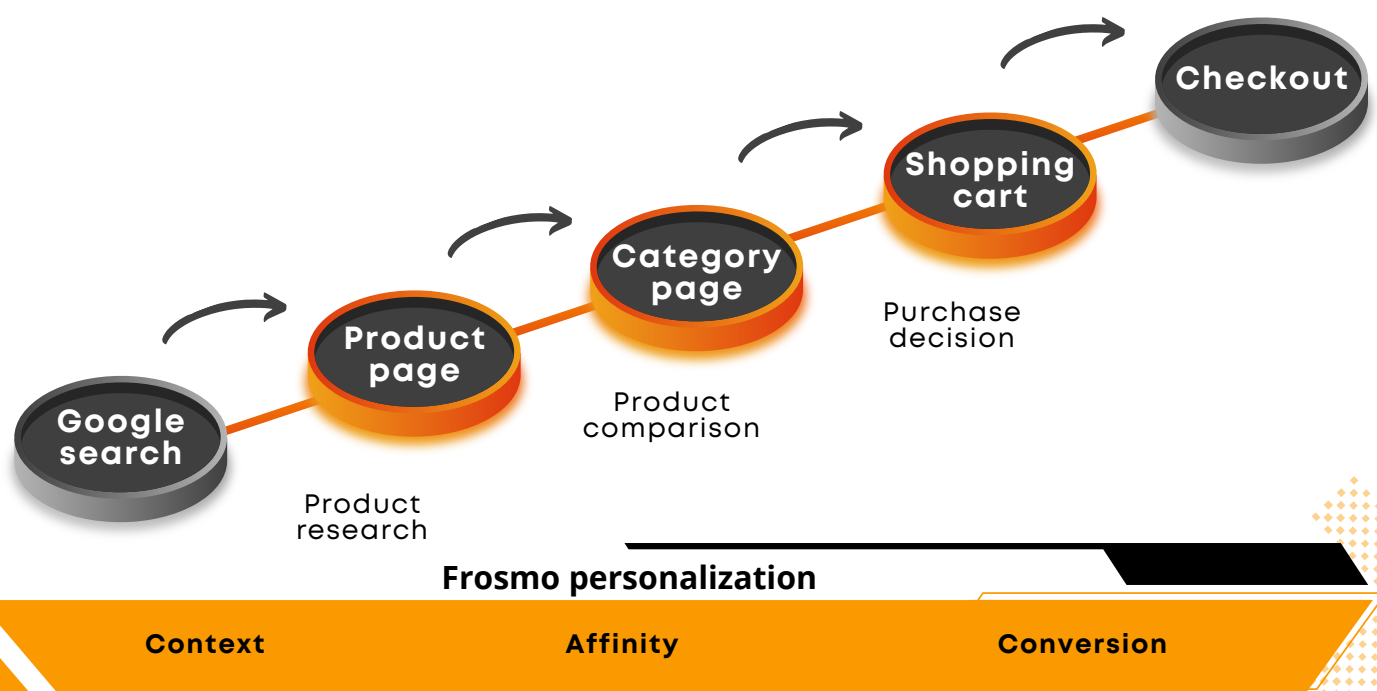 Google
search
Product
page
Category
page
Shopping
cart
Checkout
Product
research
Product
comparison
Purchase
decision
Frosmo personalization
Context
Affinity
Conversion